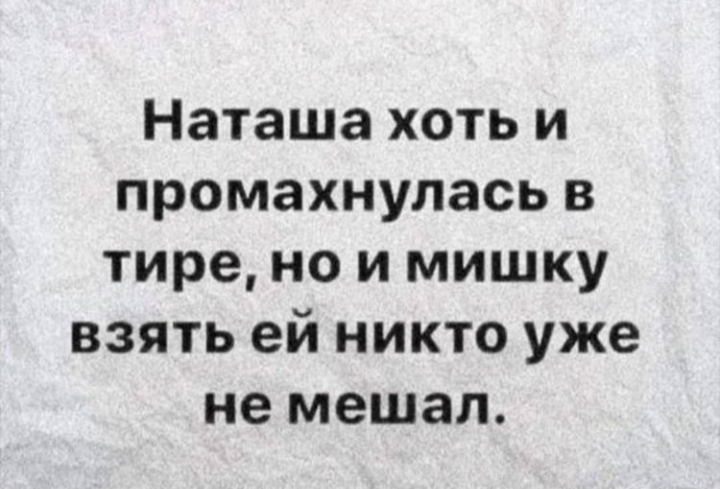 Наташа хоть и
промахнулась в
тире, но и мишку
взять ей никто уже
не мешал.